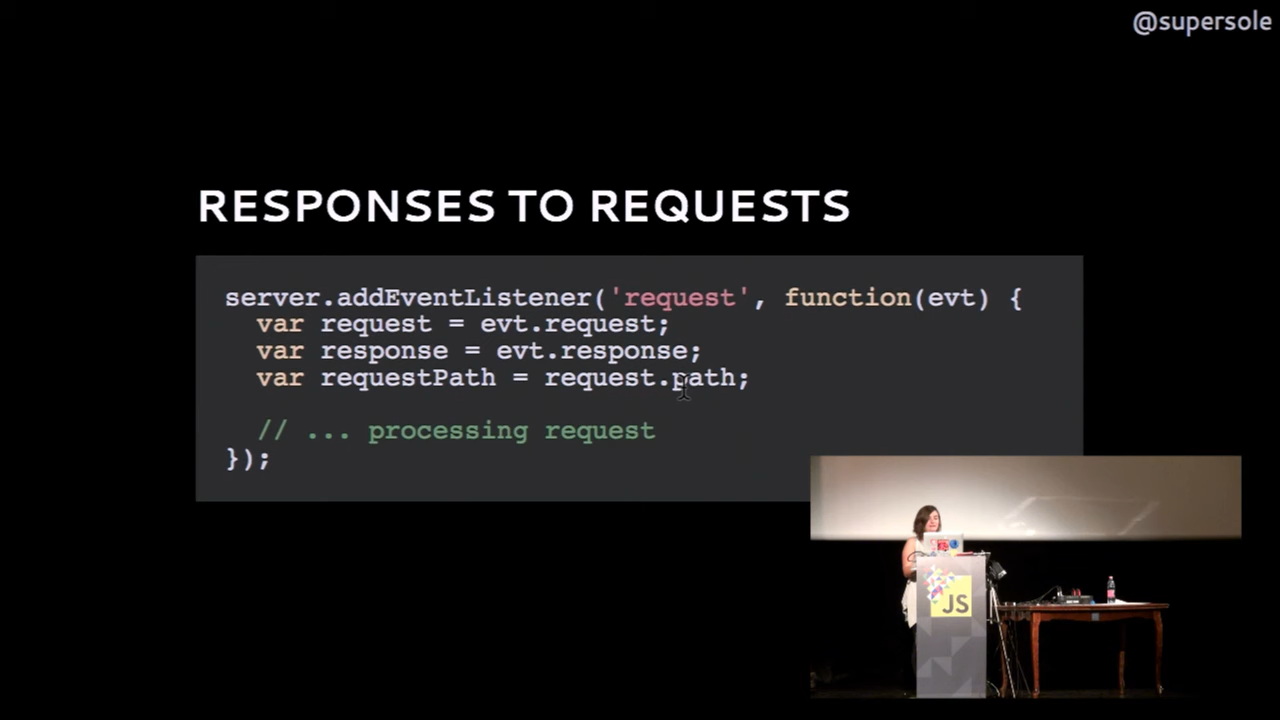 @supersole
RESPONSES TO REQUESTS
server.addEventListener('request', function(evt) {
  var request = evt.request;
  var response = evt.response;
  var requestPath = request.path;
  // ... processing request
});
JS